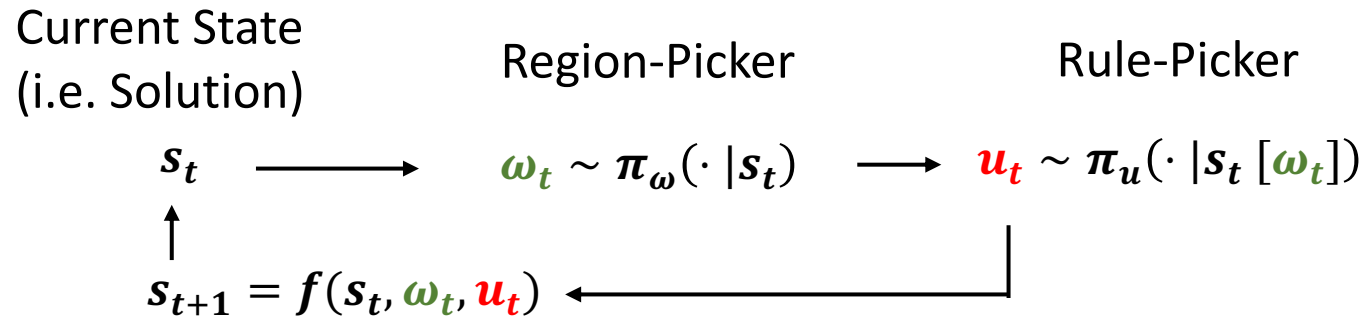 Current State
(i.e. Solution)
Region-Picker
Rule-Picker
s_t
ω_t ~ π_ω(· |s_t)
u_t ~ π_u(· |s_t [ω_t])
s_{t+1} = f(s_t, ω_t, u_t)